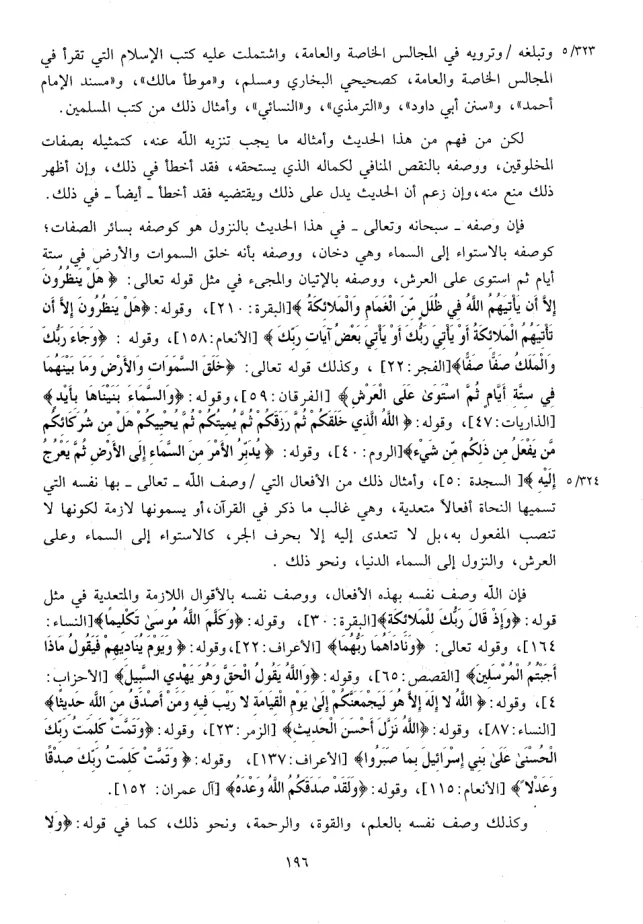 ٥/٣٢٣ وتبلغه / وترويه في المجالس الخاصة والعامة، واشتملت عليه كتب الإسلام التي تقرأ في
المجالس الخاصة والعامة، كصحيحي البخاري ومسلم، و«موطأ مالك»، و«مسند الإمام
أحمد»، و«سنن أبي داود»، و«الترمذي»، و«النسائي»، وأمثال ذلك من كتب المسلمين.
لكن من فهم من هذا الحديث وأمثاله ما يجب تنزيه الله عنه، كتمثيله بصفات
المخلوقين، ووصفه بالنقص المنافي لكماله الذي يستحقه، فقد أخطأ في ذلك، وإن أظهر
ذلك منع منه،وإن زعم أن الحديث يدل على ذلك ويقتضيه فقد أخطأ ـ أيضاً ـ في ذلك.
فإن وصفه ـ سبحانه وتعالى ـ في هذا الحديث بالنزول هو كوصفه بسائر الصفات؛
كوصفه بالاستواء إلى السماء وهي دخان، ووصفه بأنه خلق السموات والأرض في ستة
أيام ثم استوى على العرش، ووصفه بالإتيان والمجىء في مثل قوله تعالى: ﴿ هَلْ يَنظُرُونَ
إِلاَّ أَن يَأْتِيَهُمُ اللَّهُ فِي ظُلَلٍ مِّنَ الْغَمَامِ وَالْمَلائِكَةُ ﴾[البقرة: ٢١٠]، وقوله: ﴿هَلْ يَنظُرُونَ إِلاَّ أَن
تَأْتِيَهُمُ الْمَلائِكَةُ أَوْ يَأْتِيَ رَبُّكَ أَوْ يَأْتِيَ بَعْضُ آيَاتِ رَبِّكَ ﴾ [الأنعام:١٥٨]، وقوله : ﴿وَجَاءَ رَبُّكَ
وَالْمَلَكُ صَفًّا صَفًّا﴾[الفجر:٢٢] ، وكذلك قوله تعالى: ﴿خَلَقَ السَّمَوَاتِ وَالأَرْضَ وَمَا بَيْنَهُمَا
فِي سِتَّةِ أَيَّامٍ ثُمَّ اسْتَوَىٰ عَلَى الْعَرْشِ﴾ [الفرقان:٥٩]،وقوله: ﴿وَالسَّمَاءَ بَنَيْنَاهَا بِأَيْدٍ﴾
[الذاريات:٤٧]، وقوله: ﴿ اللَّهُ الَّذِي خَلَقَكُمْ ثُمَّ رَزَقَكُمْ ثُمَّ يُمِيتُكُمْ ثُمَّ يُحْيِيكُمْ هَلْ مِن شُرَكَائِكُم
مَّن يَفْعَلُ مِن ذَلِكُم مِّن شَيْءٍ﴾[الروم:٤٠]، وقوله: ﴿ يُدَبِّرُ الأَمْرَ مِنَ السَّمَاءِ إِلَى الأَرْضِ ثُمَّ يَعْرُجُ
٥/٣٢٤ إِلَيْهِ ﴾[ السجدة :٥]، وأمثال ذلك من الأفعال التي / وصف الله ـ تعالى ـ بها نفسه التي
تسميها النحاة أفعالاً متعدية، وهي غالب ما ذكر في القرآن،أو يسمونها لازمة لكونها لا
تنصب المفعول به،بل لا تتعدى إليه إلا بحرف الجر، كالاستواء إلى السماء وعلى
العرش، والنزول إلى السماء الدنيا، ونحو ذلك .
فإن الله وصف نفسه بهذه الأفعال، ووصف نفسه بالأقوال اللازمة والمتعدية في مثل
قوله: ﴿وَإِذْ قَالَ رَبُّكَ لِلْمَلائِكَةِ﴾[البقرة: ٣٠]، وقوله: ﴿وَكَلَّمَ اللَّهُ مُوسَىٰ تَكْلِيمًا﴾[النساء:
١٦٤]، وقوله تعالى: ﴿وَنَادَاهُمَا رَبُّهُمَا﴾ [الأعراف:٢٢]،وقوله: ﴿ وَيَوْمَ يُنَادِيهِمْ فَيَقُولُ مَاذَا
أَجَبْتُمُ الْمُرْسَلِينَ﴾ [القصص:٦٥]، وقوله: ﴿وَاللَّهُ يَقُولُ الْحَقَّ وَهُوَ يَهْدِي السَّبِيلَ﴾ [الأحزاب:
٤]، وقوله:﴿ اللَّهُ لا إِلَهَ إِلاَّ هُوَ لَيَجْمَعَنَّكُمْ إِلَىٰ يَوْمِ الْقِيَامَةِ لا رَيْبَ فِيهِ وَمَنْ أَصْدَقُ مِنَ اللَّهِ حَدِيثًا﴾
[النساء:٨٧]، وقوله: ﴿اللَّهُ نَزَّلَ أَحْسَنَ الْحَدِيثِ﴾ [الزمر:٢٣]، وقوله: ﴿وَتَمَّتْ كَلِمَتُ رَبِّكَ
الْحُسْنَىٰ عَلَىٰ بَنِي إِسْرَائِيلَ بِمَا صَبَرُوا﴾ [الأعراف:١٣٧]، وقوله: ﴿ وَتَمَّتْ كَلِمَتُ رَبِّكَ صِدْقًا
وَعَدْلاً ﴾ [الأنعام:١١٥]، وقوله: ﴿وَلَقَدْ صَدَقَكُمُ اللَّهُ وَعْدَهُ﴾ [آل عمران: ١٥٢].
وكذلك وصف نفسه بالعلم، والقوة، والرحمة، ونحو ذلك، كما في قوله: ﴿وَلا
١٩٦